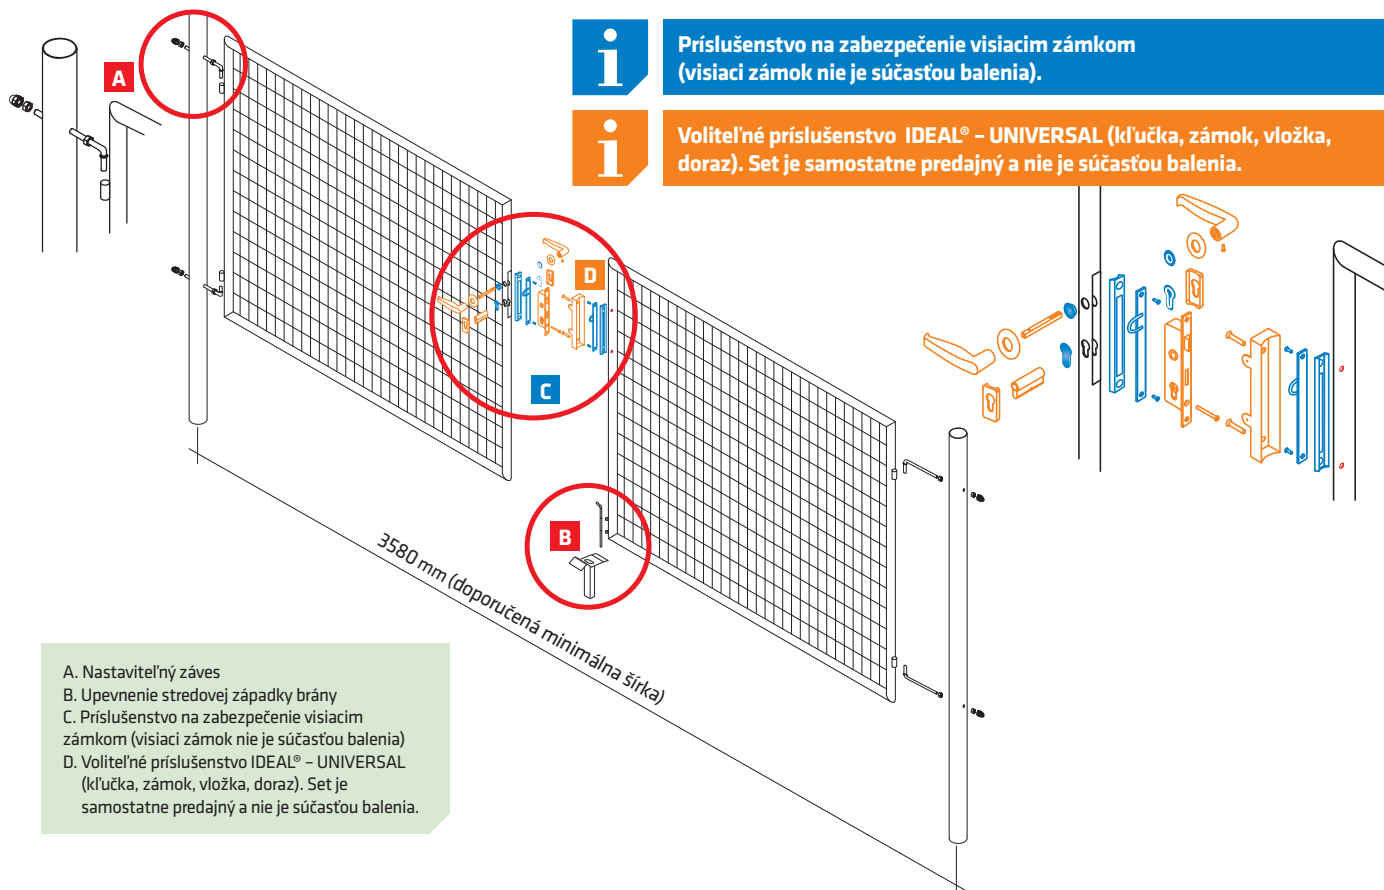 A
i
Príslušenstvo na zabezpečenie visiacim zámkom
(visiaci zámok nie je súčasťou balenia).
i
Voliteľné príslušenstvo IDEAL® – UNIVERSAL (kľučka, zámok, vložka,
doraz). Set je samostatne predajný a nie je súčasťou balenia.
D
C
B
3580 mm (doporučená minimálna šírka)
A. Nastaviteľný záves
B. Upevnenie stredovej západky brány
C. Príslušenstvo na zabezpečenie visiacim
zámkom (visiaci zámok nie je súčasťou balenia)
D. Voliteľné príslušenstvo IDEAL® – UNIVERSAL
(kľučka, zámok, vložka, doraz). Set je
samostatne predajný a nie je súčasťou balenia.